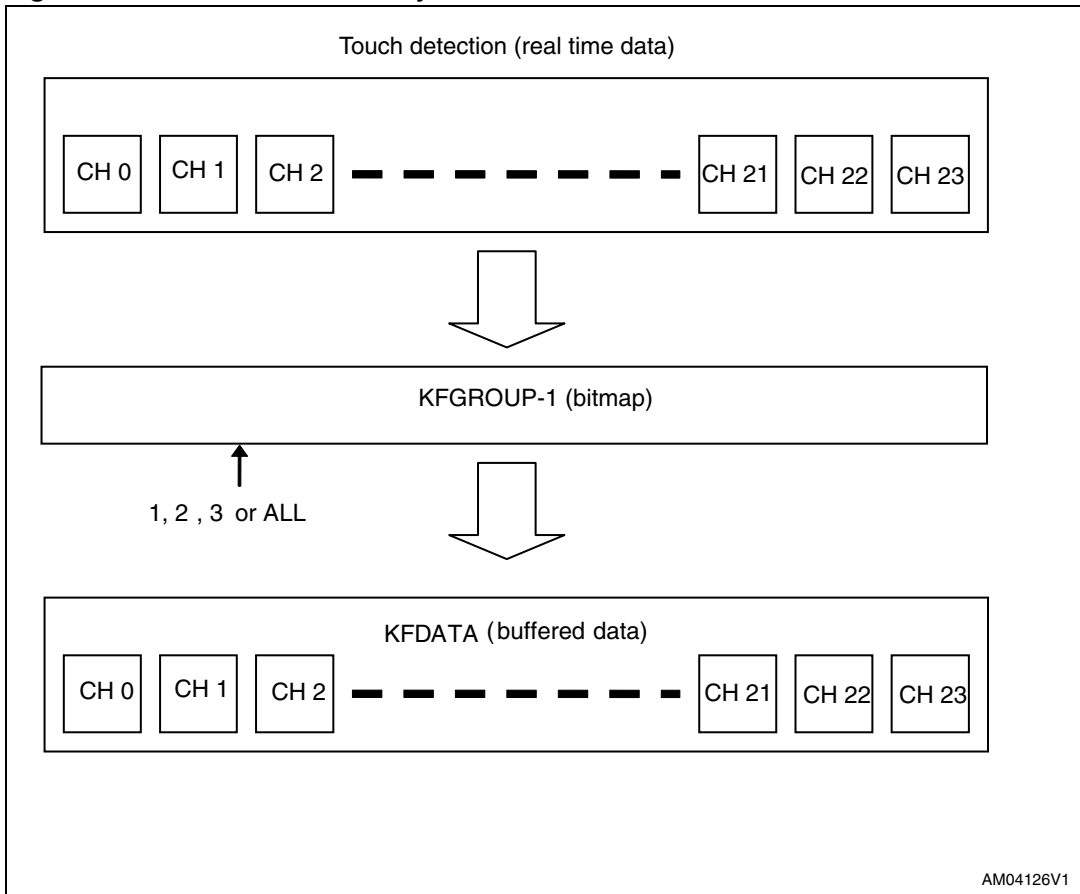 Touch detection (real time data)
CH 0 CH 1 CH 2 CH 21 CH 22 CH 23
KFGROUP-1 (bitmap)
1, 2 , 3 or ALL
KFDATA (buffered data)
CH 0 CH 1 CH 2 CH 21 CH 22 CH 23
AM04126V1